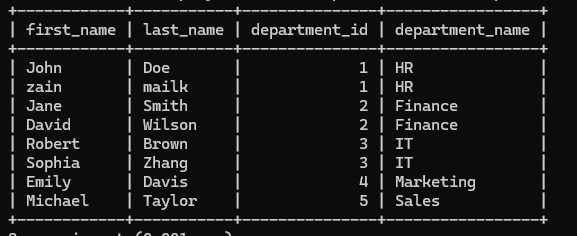 +------------+-----------+---------------+-----------------+
| first_name | last_name | department_id | department_name |
+------------+-----------+---------------+-----------------+
| John       | Doe       |             1 | HR              |
| zain       | mailk     |             1 | HR              |
| Jane       | Smith     |             2 | Finance         |
| David      | Wilson    |             2 | Finance         |
| Robert     | Brown     |             3 | IT              |
| Sophia     | Zhang     |             3 | IT              |
| Emily      | Davis     |             4 | Marketing       |
| Michael    | Taylor    |             5 | Sales           |
+------------+-----------+---------------+-----------------+